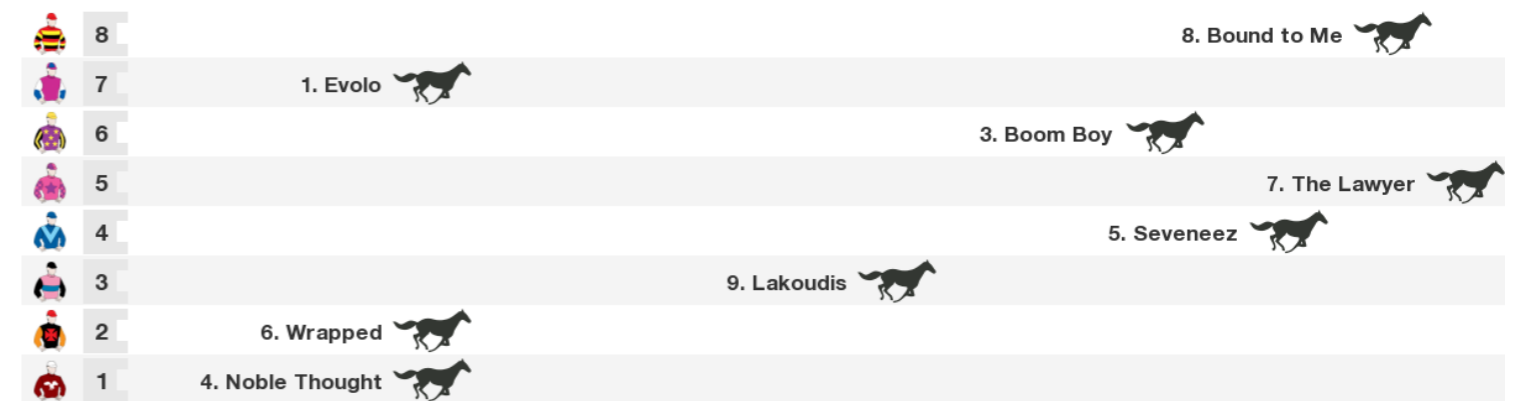 8 8. Bound to Me
7 1. Evolo
6 3. Boom Boy
5 7. The Lawyer
4 5. Seveneez
3 9. Lakoudis
2 6. Wrapped
1 4. Noble Thought